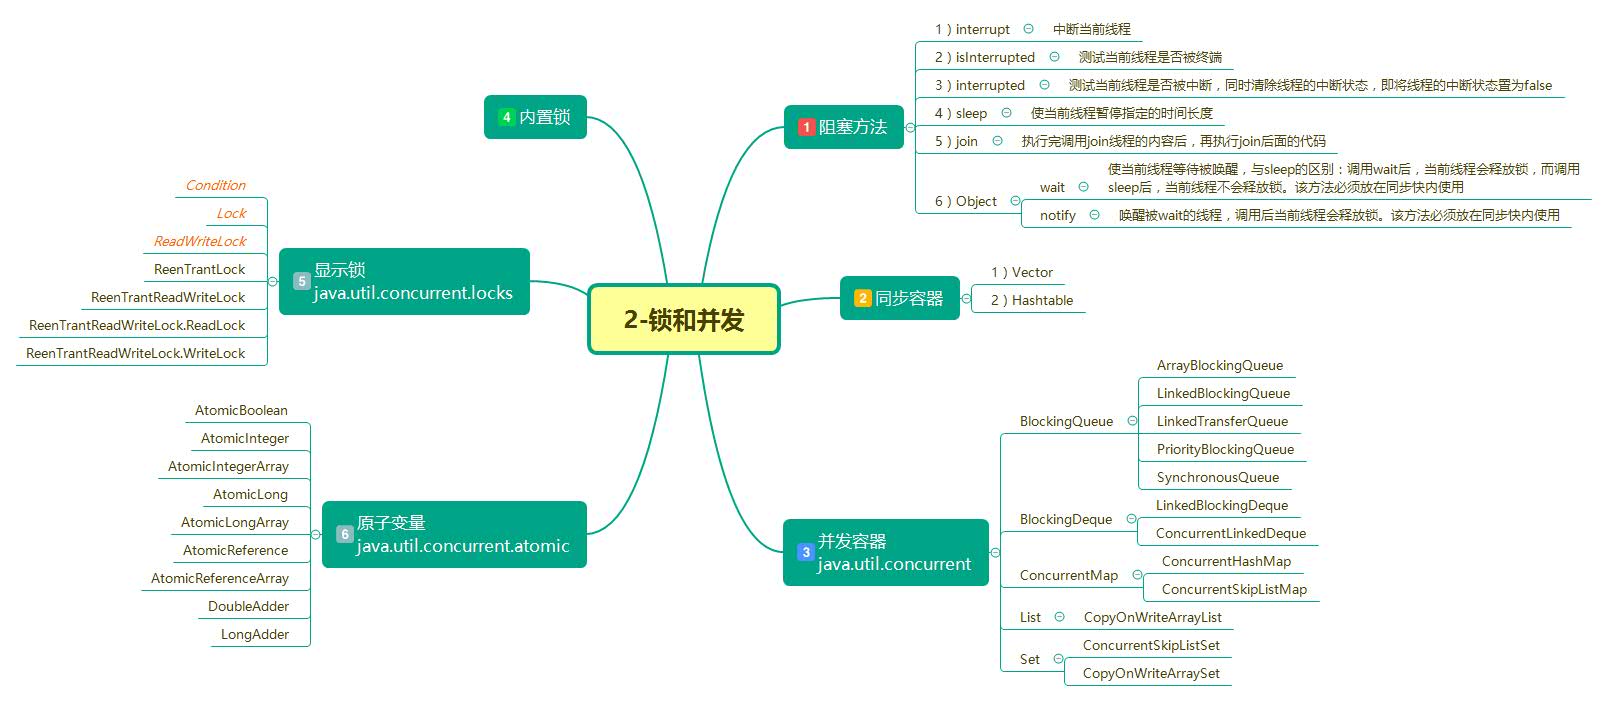 2-锁和并发
1 阻塞方法
1）interrupt 中断当前线程
2）isInterrupted 测试当前线程是否被终端
3）interrupted 测试当前线程是否被中断，同时清除线程的中断状态，即将线程的中断状态置为false
4）sleep 使当前线程暂停指定的时间长度
5）join 执行完调用join线程的内容后，再执行join后面的代码
6）Object
wait 使当前线程等待被唤醒，与sleep的区别：调用wait后，当前线程会释放锁，而调用
sleep后，当前线程不会释放锁。该方法必须放在同步快内使用
notify 唤醒被wait的线程，调用后当前线程会释放锁。该方法必须放在同步快内使用
2 同步容器
1）Vector
2）Hashtable
3 并发容器
java.util.concurrent
BlockingQueue
ArrayBlockingQueue
LinkedBlockingQueue
LinkedTransferQueue
PriorityBlockingQueue
SynchronousQueue
BlockingDeque
LinkedBlockingDeque
ConcurrentLinkedDeque
ConcurrentMap
ConcurrentHashMap
ConcurrentSkipListMap
List CopyOnWriteArrayList
Set
ConcurrentSkipListSet
CopyOnWriteArraySet
4 内置锁
5 显示锁
java.util.concurrent.locks
Condition
Lock
ReadWriteLock
ReenTrantLock
ReenTrantReadWriteLock
ReenTrantReadWriteLock.ReadLock
ReenTrantReadWriteLock.WriteLock
6 原子变量
java.util.concurrent.atomic
AtomicBoolean
AtomicInteger
AtomicIntegerArray
AtomicLong
AtomicLongArray
AtomicReference
AtomicReferenceArray
DoubleAdder
LongAdder